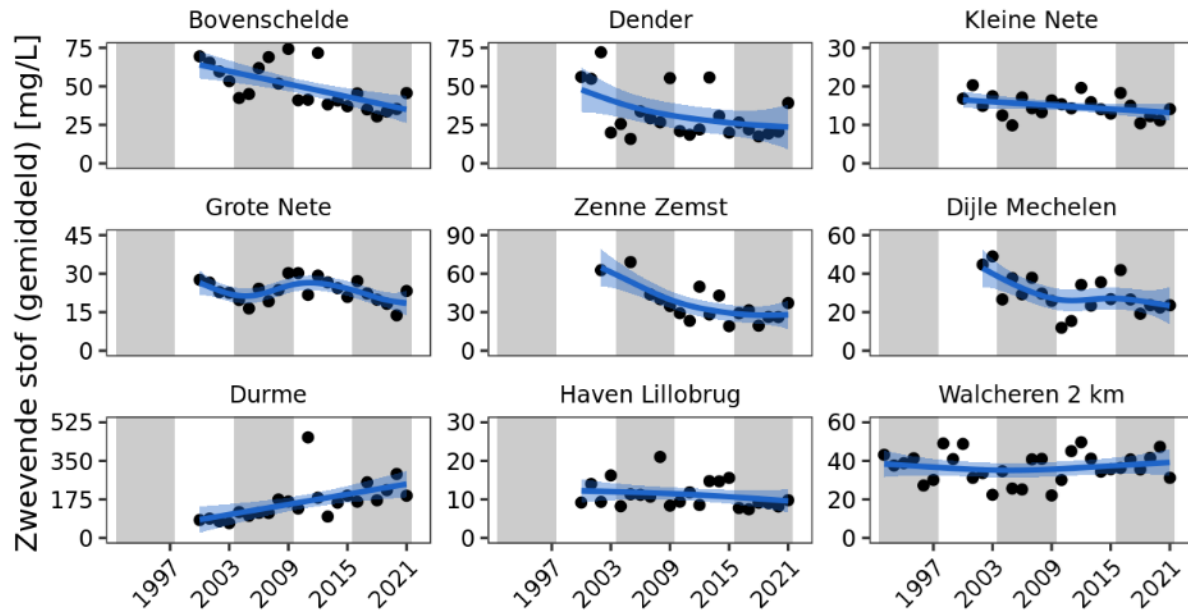 Zwevende stof (gemiddeld) [mg/L]
Bovenschelde Dender Kleine Nete
75 75 30
50 50 20
25 25 10
0 0 0
Grote Nete Zenne Zemst Dijle Mechelen
45 90 60
30 60 40
15 30 20
0 0 0
Durme Haven Lillobrug Walcheren 2 km
525 30 60
350 20 40
175 10 20
0 0 0
1997 2003 2009 2015 2021 1997 2003 2009 2015 2021 1997 2003 2009 2015 2021